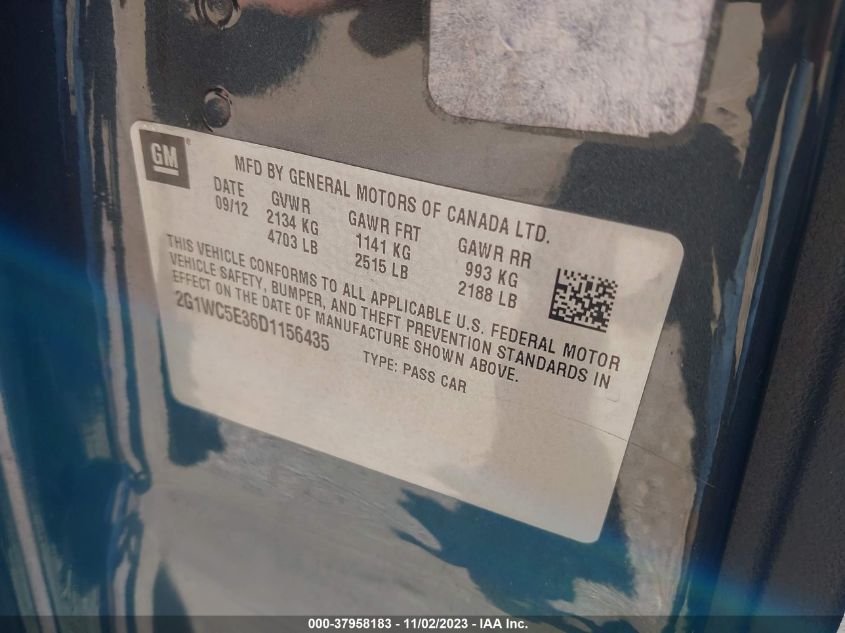 GM
MFD BY GENERAL MOTORS OF CANADA LTD.
DATE GVWR GAWR FRT GAWR RR
09/12 2134 KG 1141 KG 993 KG
4703 LB 2515 LB 2188 LB
THIS VEHICLE CONFORMS TO ALL APPLICABLE U.S. FEDERAL MOTOR
VEHICLE SAFETY, BUMPER, AND THEFT PREVENTION STANDARDS IN
EFFECT ON THE DATE OF MANUFACTURE SHOWN ABOVE.
2G1WC5E36D1156435 TYPE: PASS CAR
000-37958183 - 11/02/2023 - IAA Inc.